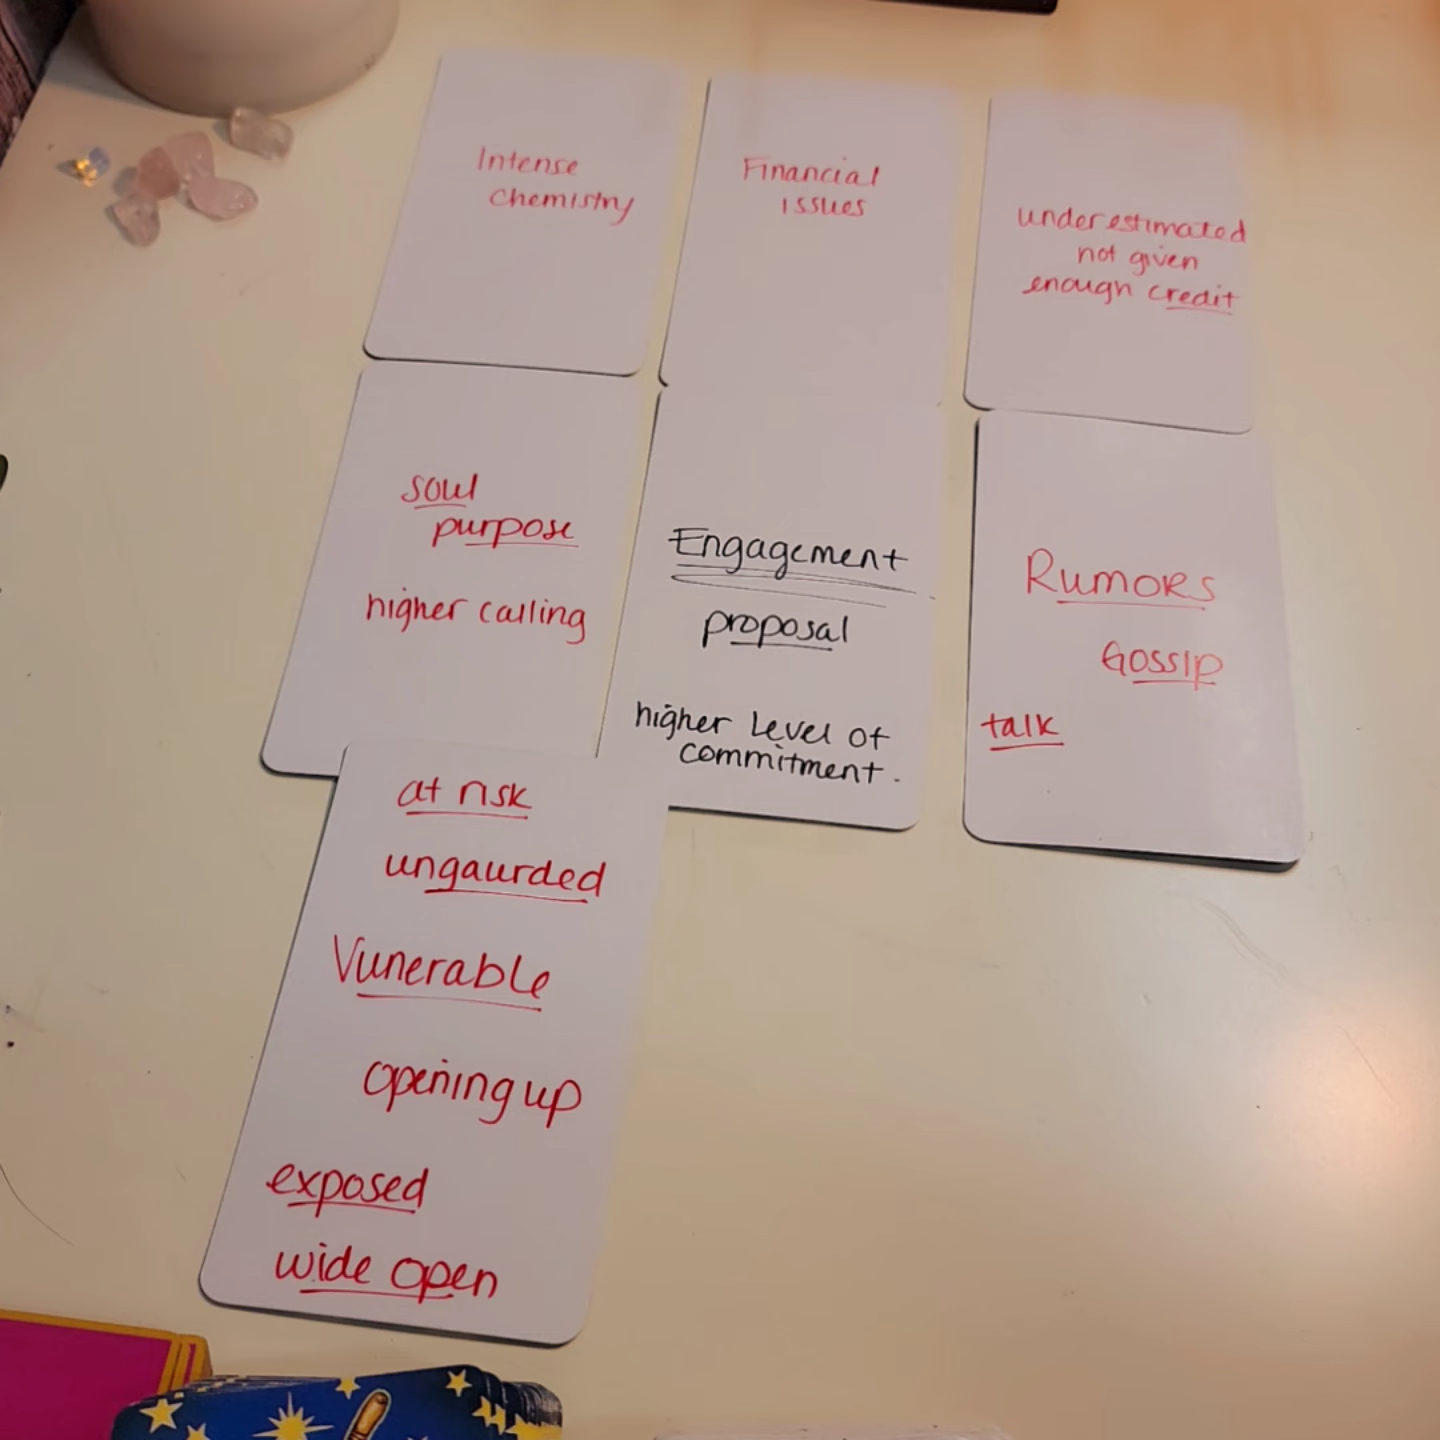 Intense
Chemistry
Financial
issues
underestimated
not given
enough credit
soul
purpose
higher calling
Engagement
proposal
higher level of
commitment.
Rumors
Gossip
talk
at risk
ungaurded
Vunerable
opening up
exposed
wide open